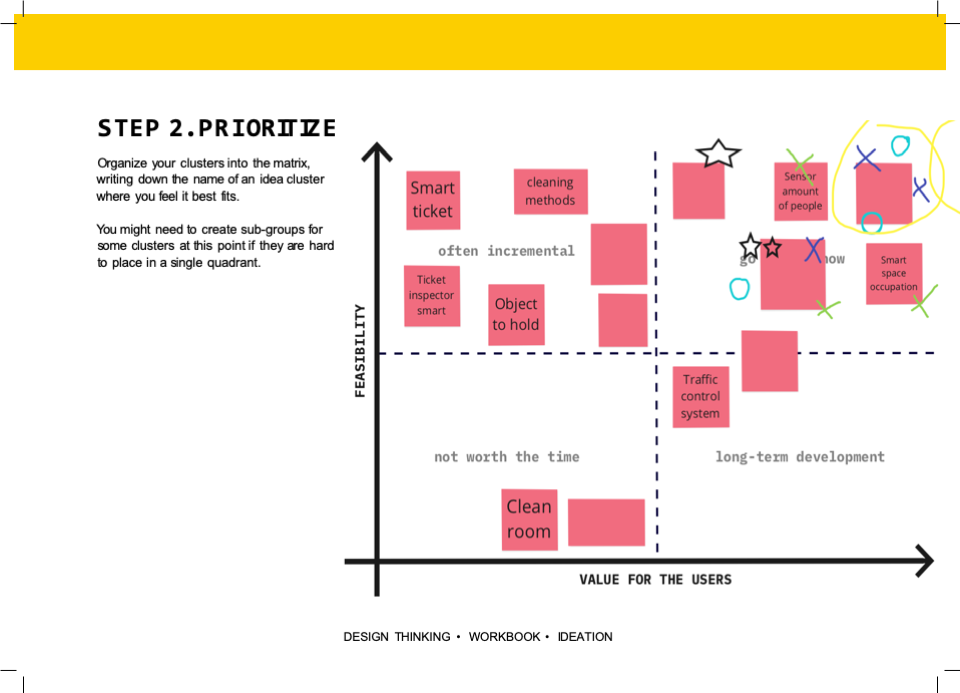 STEP 2.PRIORITIZE
Organize your clusters into the matrix,
writing down the name of an idea cluster
where you feel it best fits.
You might need to create sub-groups for
some clusters at this point if they are hard
to place in a single quadrant.
FEASIBILITY
Smart
ticket
cleaning
methods
often incremental
Ticket
inspector
smart
Object
to hold
Sensor
amount
of people
go
now
Smart
space
occupation
Traffic
control
system
not worth the time
long-term development
Clean
room
VALUE FOR THE USERS
DESIGN THINKING • WORKBOOK • IDEATION